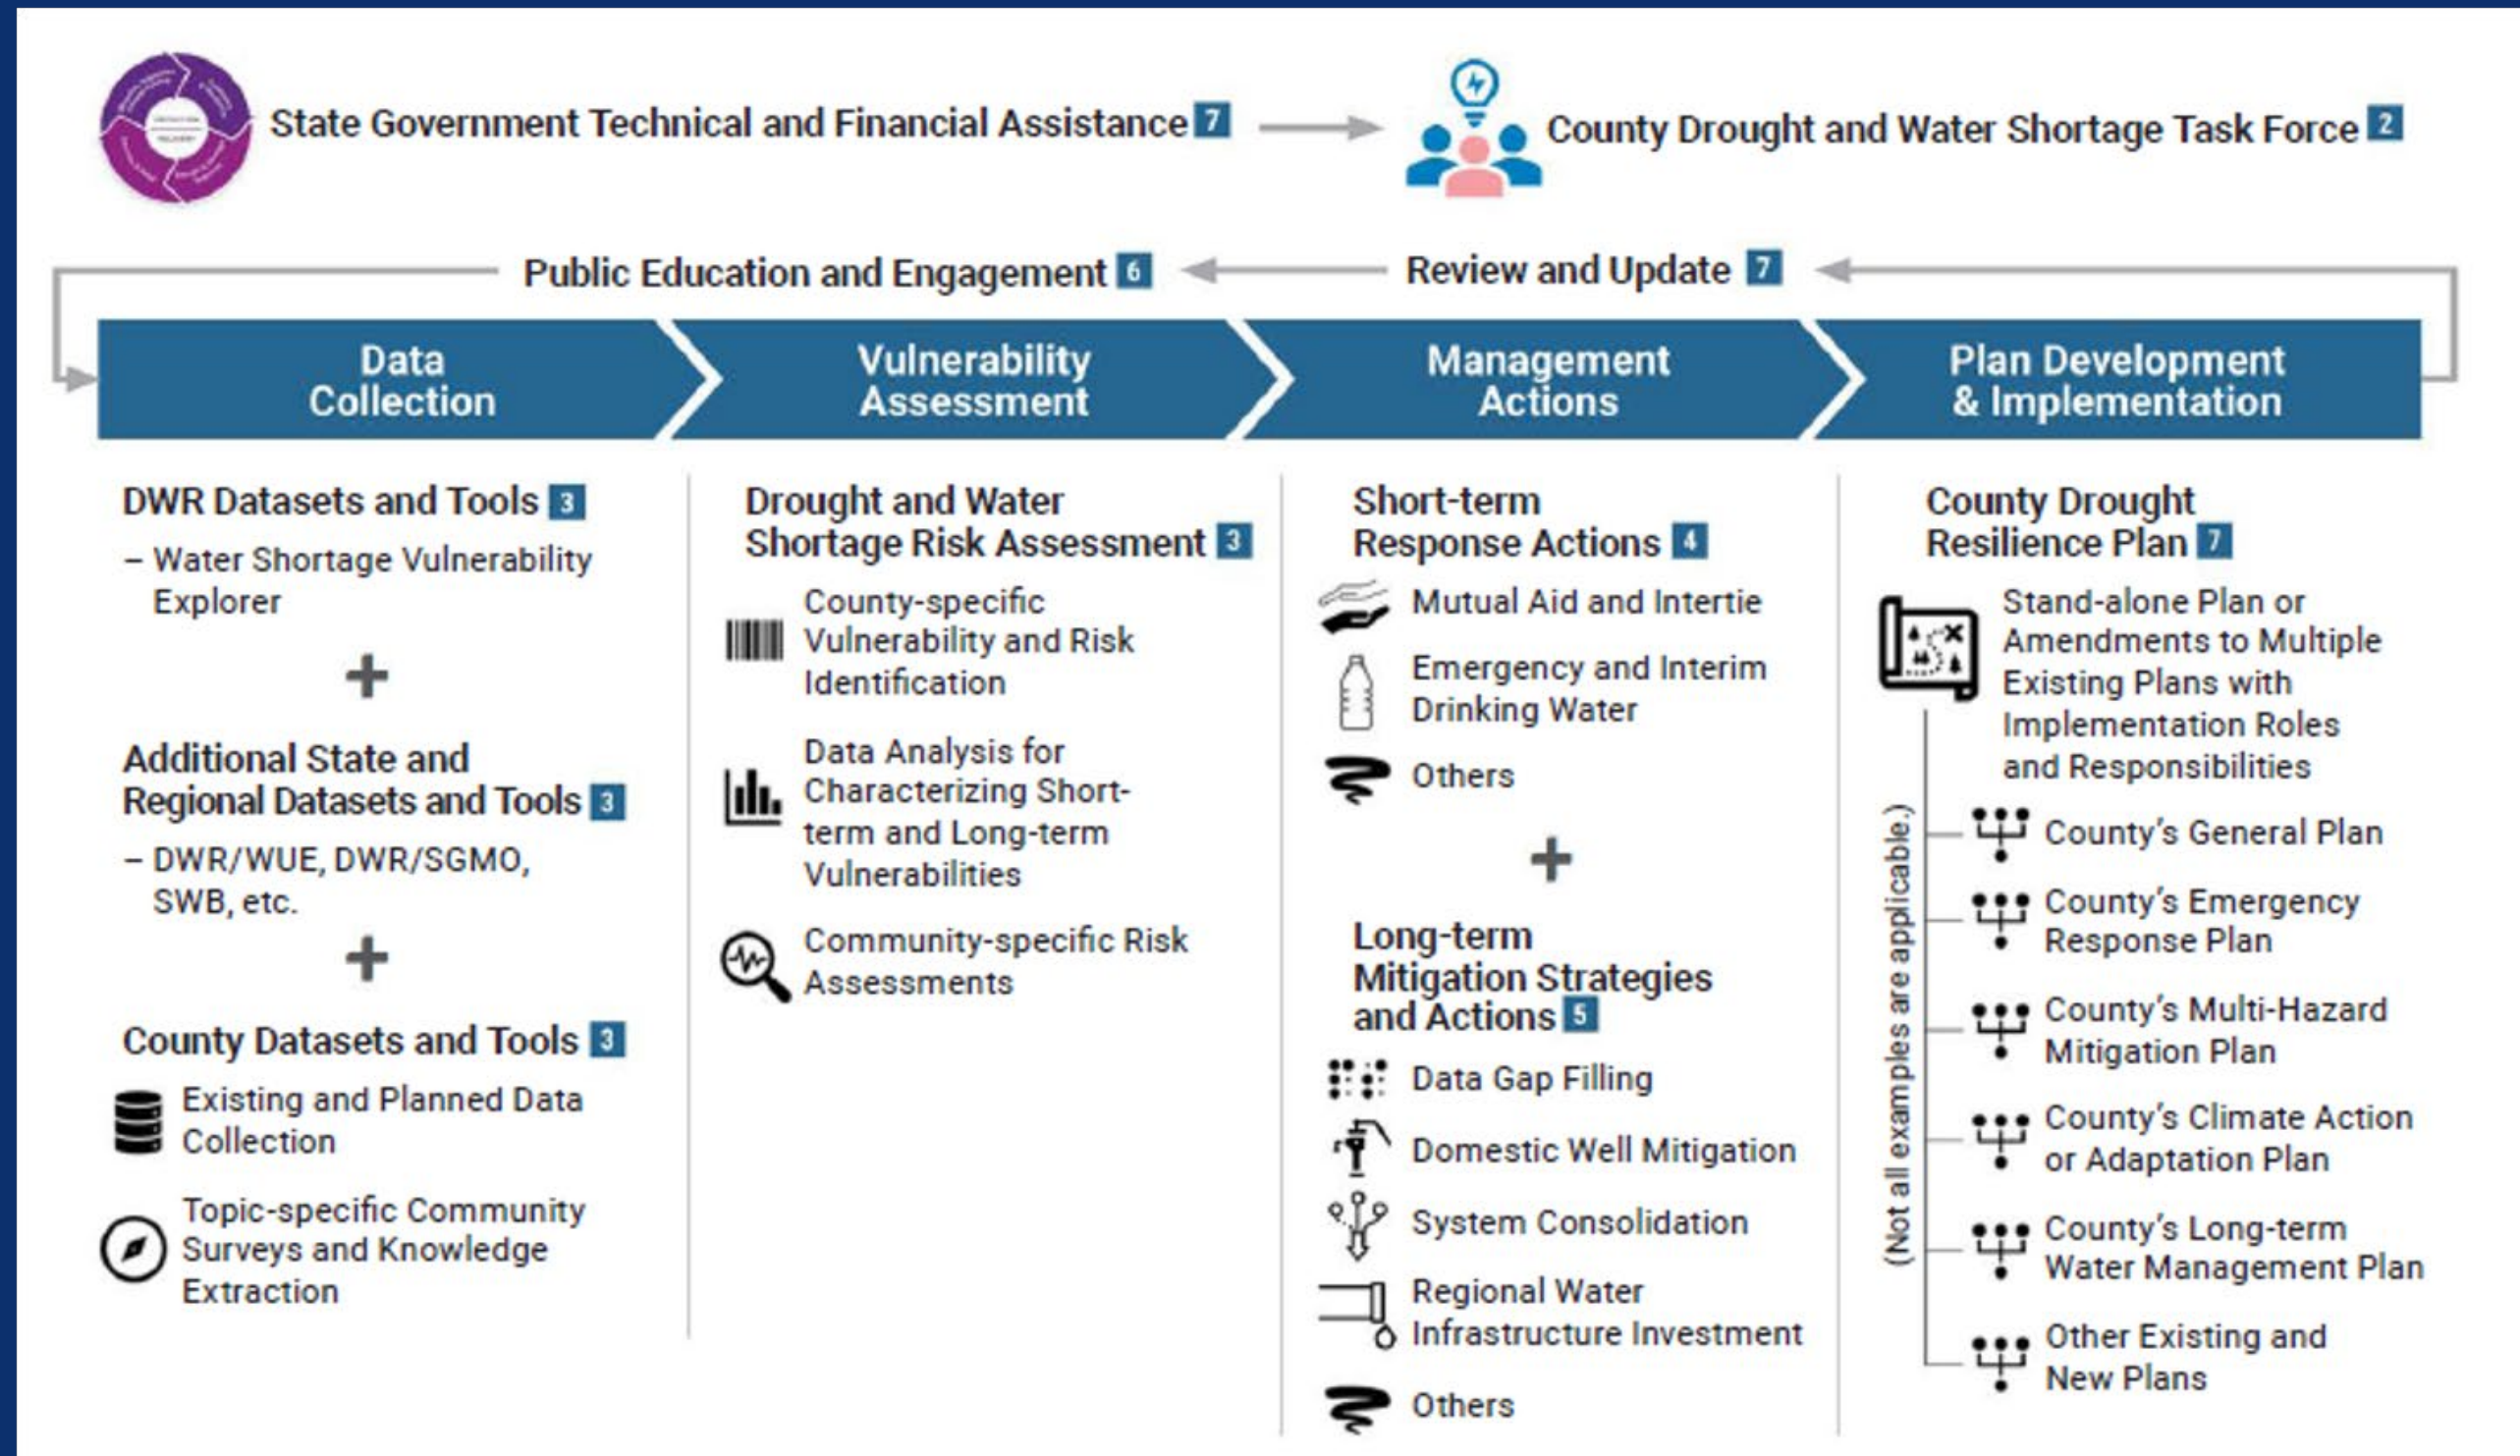 State Government Technical and Financial Assistance 7
County Drought and Water Shortage Task Force 2
Public Education and Engagement 6
Review and Update 7
Data
Collection
Vulnerability
Assessment
Management
Actions
Plan Development
& Implementation
DWR Datasets and Tools 3
– Water Shortage Vulnerability
Explorer
+
Additional State and
Regional Datasets and Tools 3
– DWR/WUE, DWR/SGMO,
SWB, etc.
+
County Datasets and Tools 3
Existing and Planned Data
Collection
Topic-specific Community
Surveys and Knowledge
Extraction
Drought and Water
Shortage Risk Assessment 3
County-specific
Vulnerability and Risk
Identification
Data Analysis for
Characterizing Short-
term and Long-term
Vulnerabilities
Community-specific Risk
Assessments
Short-term
Response Actions 4
Mutual Aid and Intertie
Emergency and Interim
Drinking Water
Others
+
Long-term
Mitigation Strategies
and Actions 5
Data Gap Filling
Domestic Well Mitigation
System Consolidation
Regional Water
Infrastructure Investment
Others
County Drought
Resilience Plan 7
Stand-alone Plan or
Amendments to Multiple
Existing Plans with
Implementation Roles
and Responsibilities
(Not all examples are applicable.)
County's General Plan
County's Emergency
Response Plan
County's Multi-Hazard
Mitigation Plan
County's Climate Action
or Adaptation Plan
County's Long-term
Water Management Plan
Other Existing and
New Plans